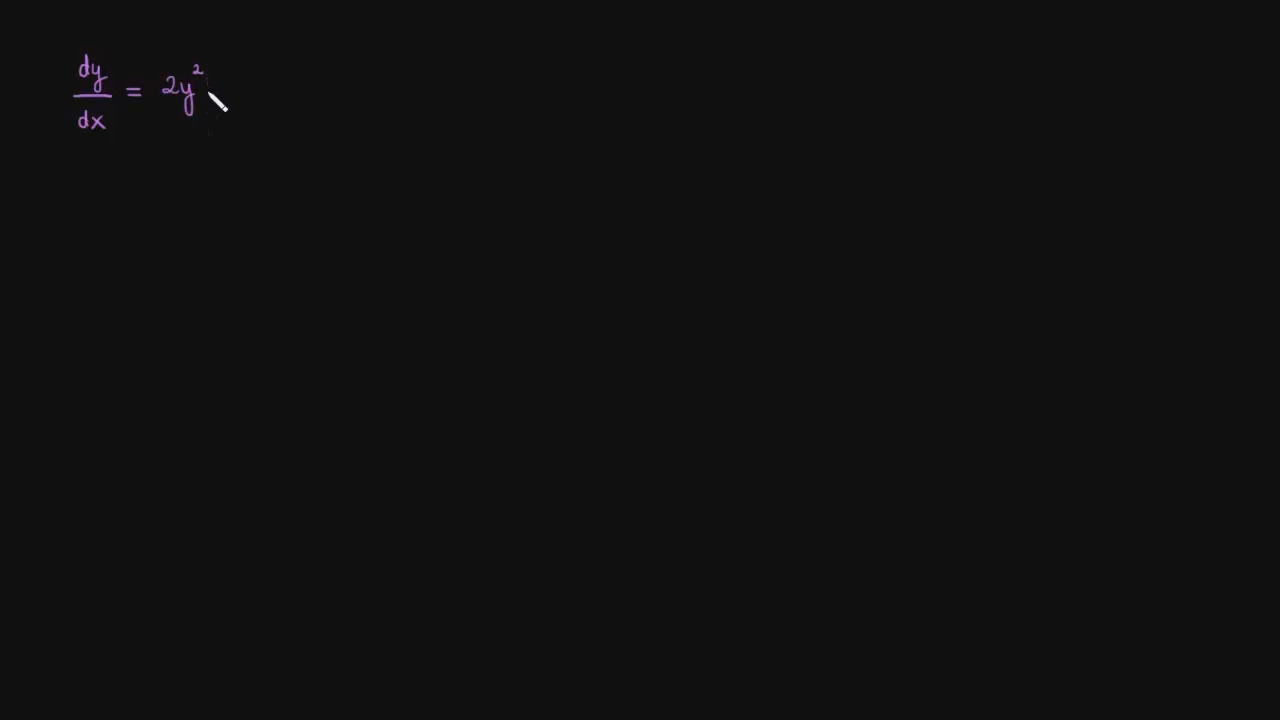 dy/dx = 2y²